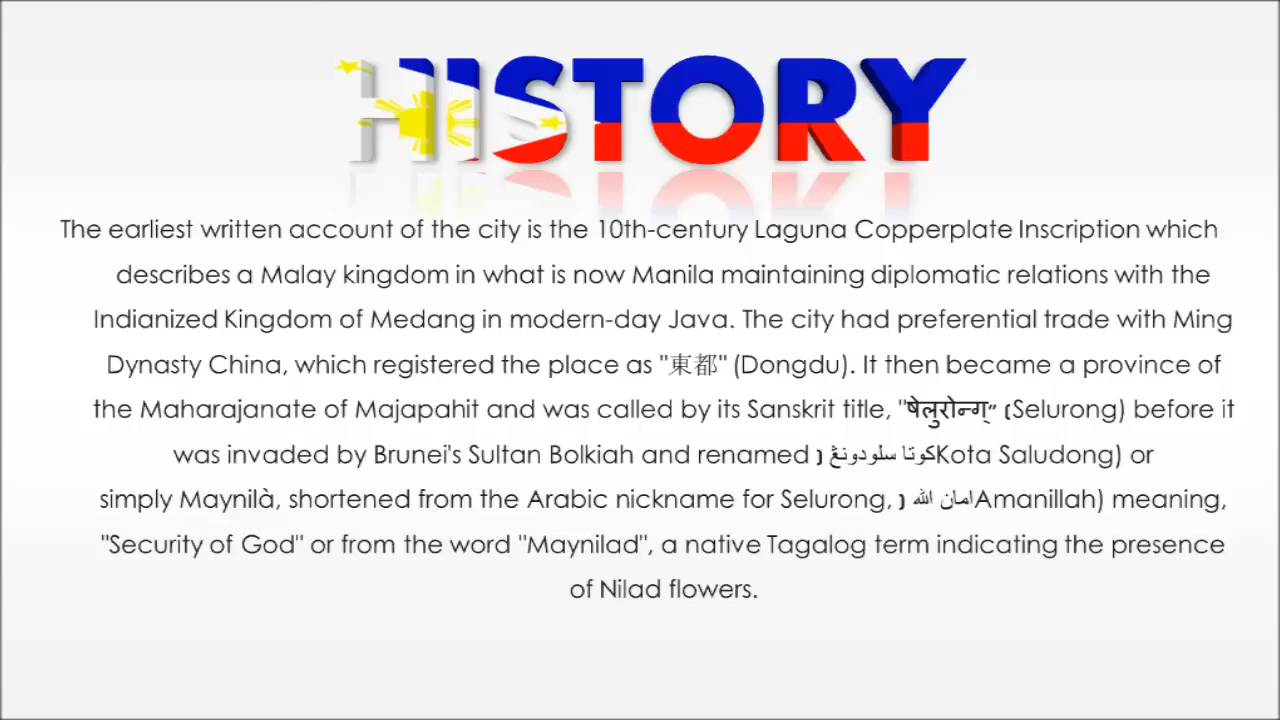 HISTORY
The earliest written account of the city is the 10th-century Laguna Copperplate Inscription which
describes a Malay kingdom in what is now Manila maintaining diplomatic relations with the
Indianized Kingdom of Medang in modern-day Java. The city had preferential trade with Ming
Dynasty China, which registered the place as "東都" (Dongdu). It then became a province of
the Maharajanate of Majapahit and was called by its Sanskrit title, "षेलुरोन्ग्” (Selurong) before it
was invaded by Brunei's Sultan Bolkiah and renamed ) كوتا سلودونڠKota Saludong) or
simply Maynilà, shortened from the Arabic nickname for Selurong, ) امان اللهAmanillah) meaning,
"Security of God" or from the word "Maynilad", a native Tagalog term indicating the presence
of Nilad flowers.